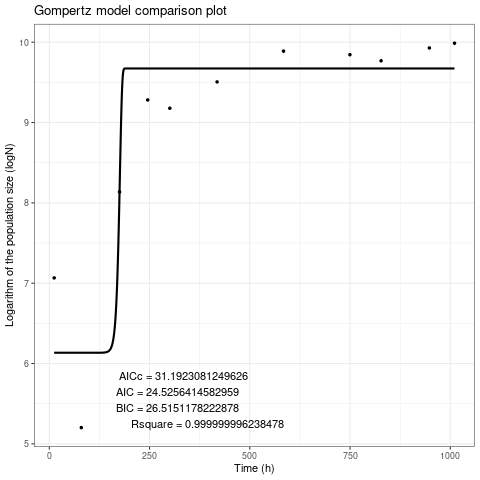 Gompertz model comparison plot
Logarithm of the population size (logN)
10
9
8
7
6
5
AICc = 31.1923081249626
AIC = 24.5256414582959
BIC = 26.5151178222878
Rsquare = 0.999999996238478
0 250 500 750 1000
Time (h)